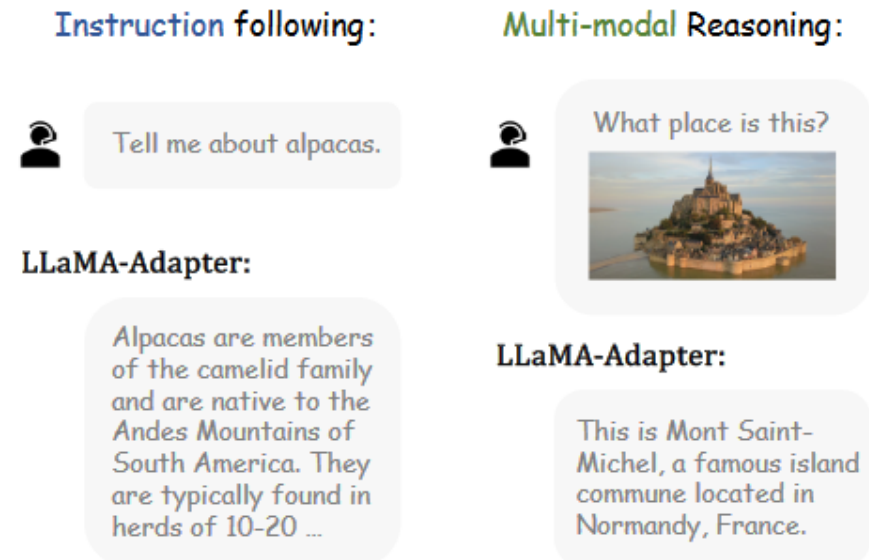 Instruction following:
Tell me about alpacas.
LLaMA-Adapter:
Alpacas are members
of the camelid family
and are native to the
Andes Mountains of
South America. They
are typically found in
herds of 10-20 ...
Multi-modal Reasoning:
What place is this?
LLaMA-Adapter:
This is Mont Saint-
Michel, a famous island
commune located in
Normandy, France.